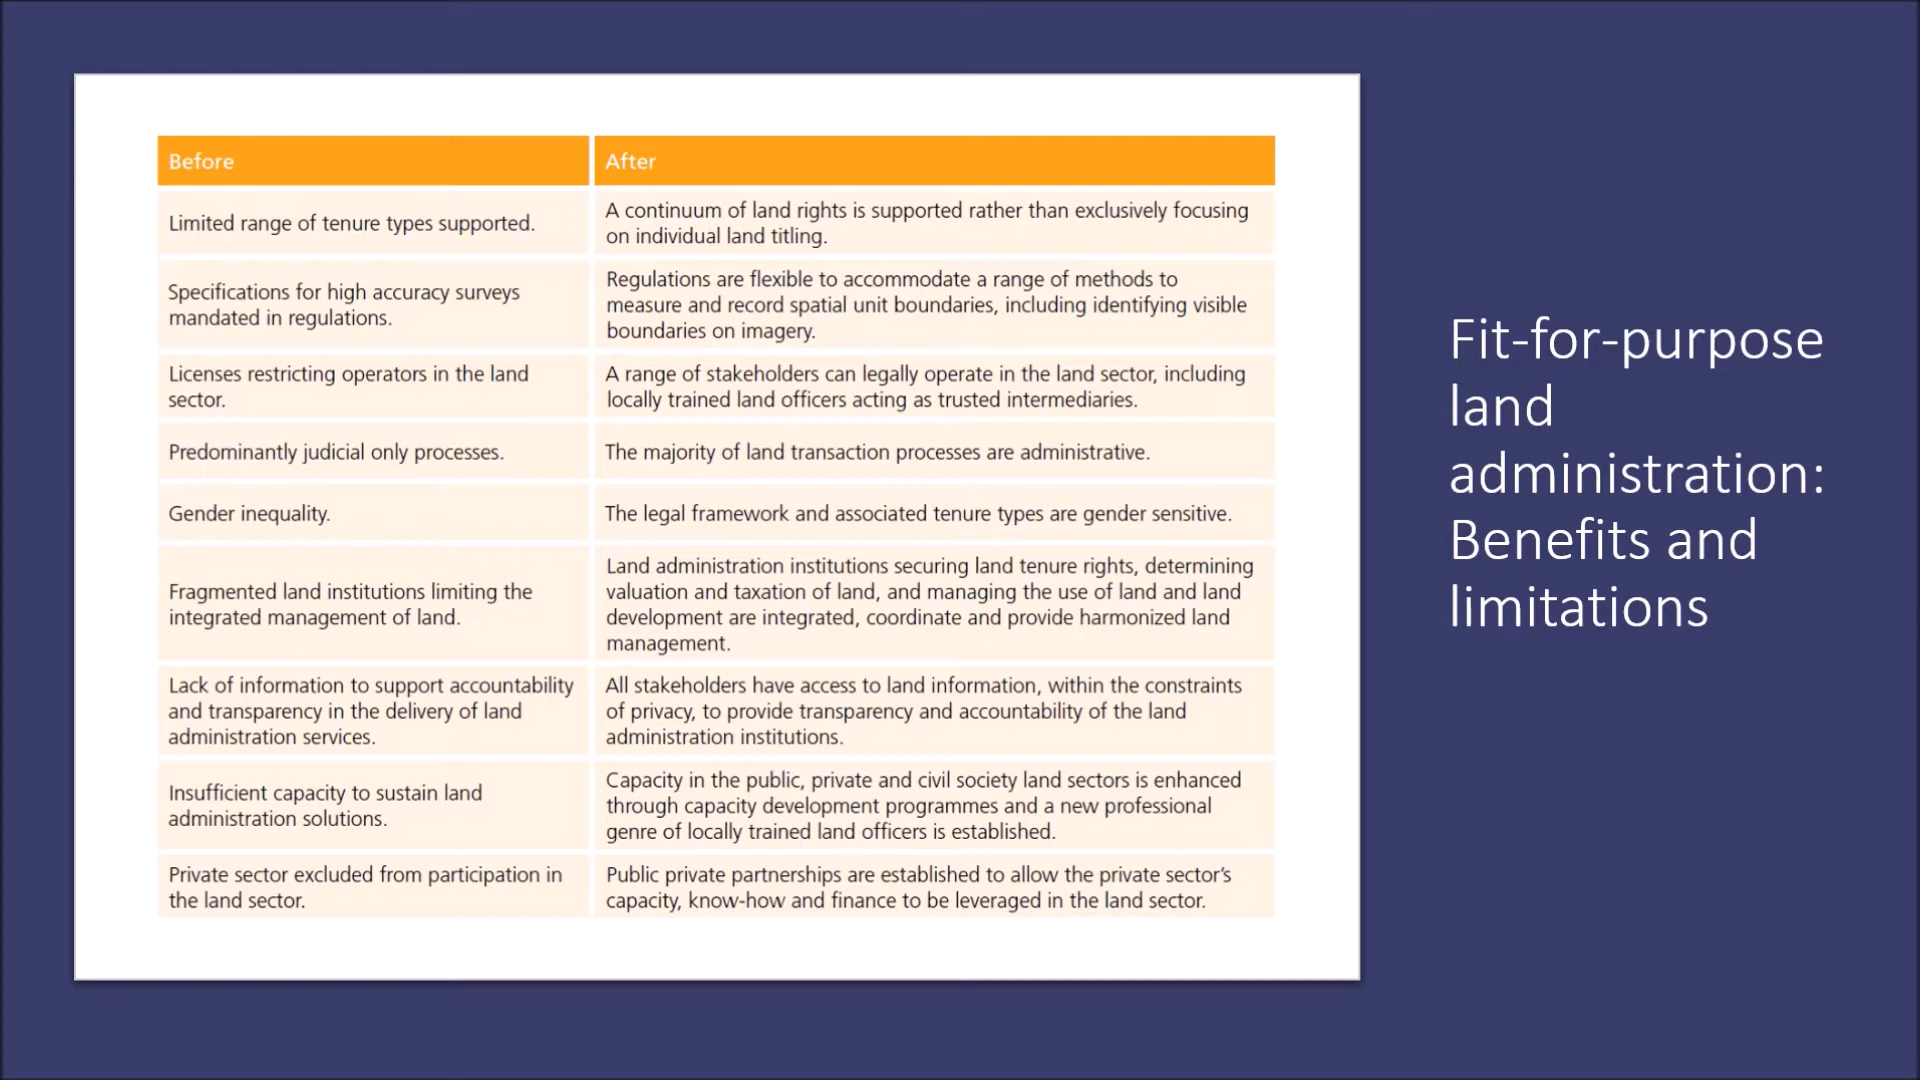 Before
After
Limited range of tenure types supported.
A continuum of land rights is supported rather than exclusively focusing
on individual land titling.
Specifications for high accuracy surveys
mandated in regulations.
Regulations are flexible to accommodate a range of methods to
measure and record spatial unit boundaries, including identifying visible
boundaries on imagery.
Licenses restricting operators in the land
sector.
A range of stakeholders can legally operate in the land sector, including
locally trained land officers acting as trusted intermediaries.
Predominantly judicial only processes.
The majority of land transaction processes are administrative.
Gender inequality.
The legal framework and associated tenure types are gender sensitive.
Fragmented land institutions limiting the
integrated management of land.
Land administration institutions securing land tenure rights, determining
valuation and taxation of land, and managing the use of land and land
development are integrated, coordinate and provide harmonized land
management.
Lack of information to support accountability
and transparency in the delivery of land
administration services.
All stakeholders have access to land information, within the constraints
of privacy, to provide transparency and accountability of the land
administration institutions.
Insufficient capacity to sustain land
administration solutions.
Capacity in the public, private and civil society land sectors is enhanced
through capacity development programmes and a new professional
genre of locally trained land officers is established.
Private sector excluded from participation in
the land sector.
Public private partnerships are established to allow the private sector’s
capacity, know-how and finance to be leveraged in the land sector.
Fit-for-purpose
land
administration:
Benefits and
limitations